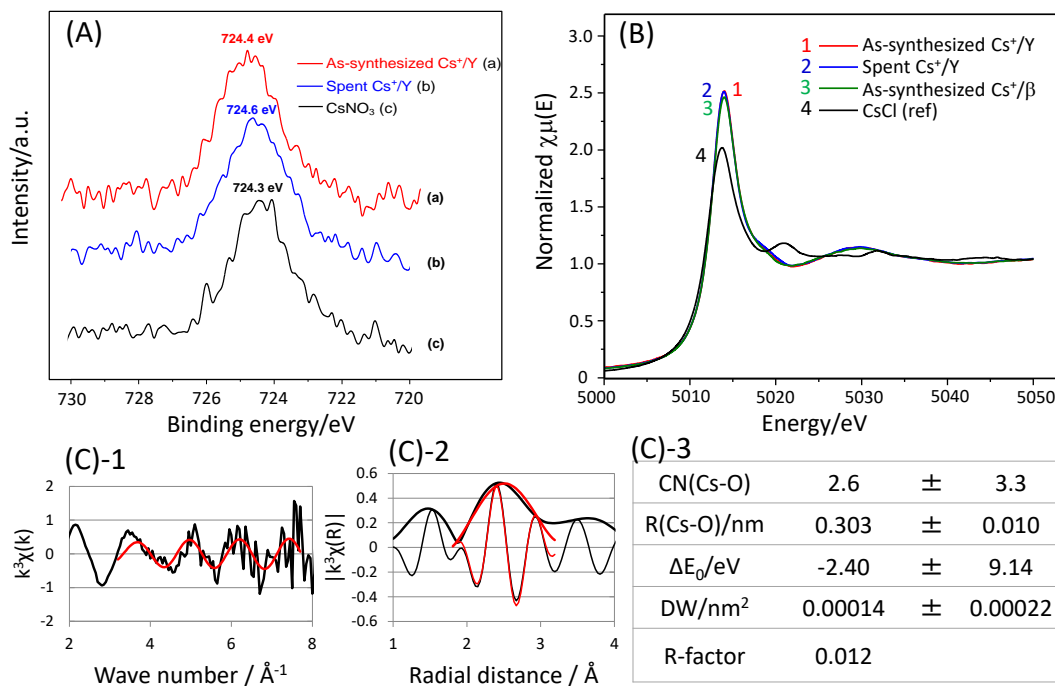 (A)
724.4 eV
As-synthesized Cs⁺/Y (a)
Spent Cs⁺/Y (b)
CsNO₃ (c)
724.6 eV
724.3 eV
(a)
(b)
(c)
Intensity/a.u.
730 728 726 724 722 720
Binding energy/eV
(B)
1 As-synthesized Cs⁺/Y
2 Spent Cs⁺/Y
3 As-synthesized Cs⁺/β
4 CsCl (ref)
2 1
3
4
Normalized χμ(E)
3.0
2.5
2.0
1.5
1.0
0.5
0
5000 5010 5020 5030 5040 5050
Energy/eV
(C)-1
k³χ(k)
2
1
0
-1
-2
2 4 6 8
Wave number / Å⁻¹
(C)-2
|k³χ(R)|
0.6
0.4
0.2
0
-0.2
-0.4
-0.6
1 2 3 4
Radial distance / Å
(C)-3
CN(Cs-O) 2.6 ± 3.3
R(Cs-O)/nm 0.303 ± 0.010
ΔE₀/eV -2.40 ± 9.14
DW/nm² 0.00014 ± 0.00022
R-factor 0.012